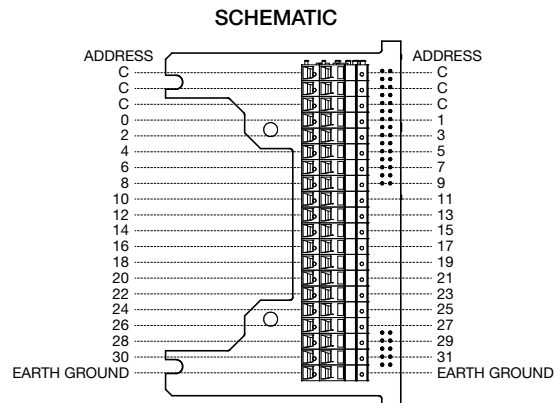 SCHEMATIC
ADDRESS ADDRESS
C C
C C
C C
0 1
2 3
4 5
6 7
8 9
10 11
12 13
14 15
16 17
18 19
20 21
22 23
24 25
26 27
28 29
30 31
EARTH GROUND EARTH GROUND